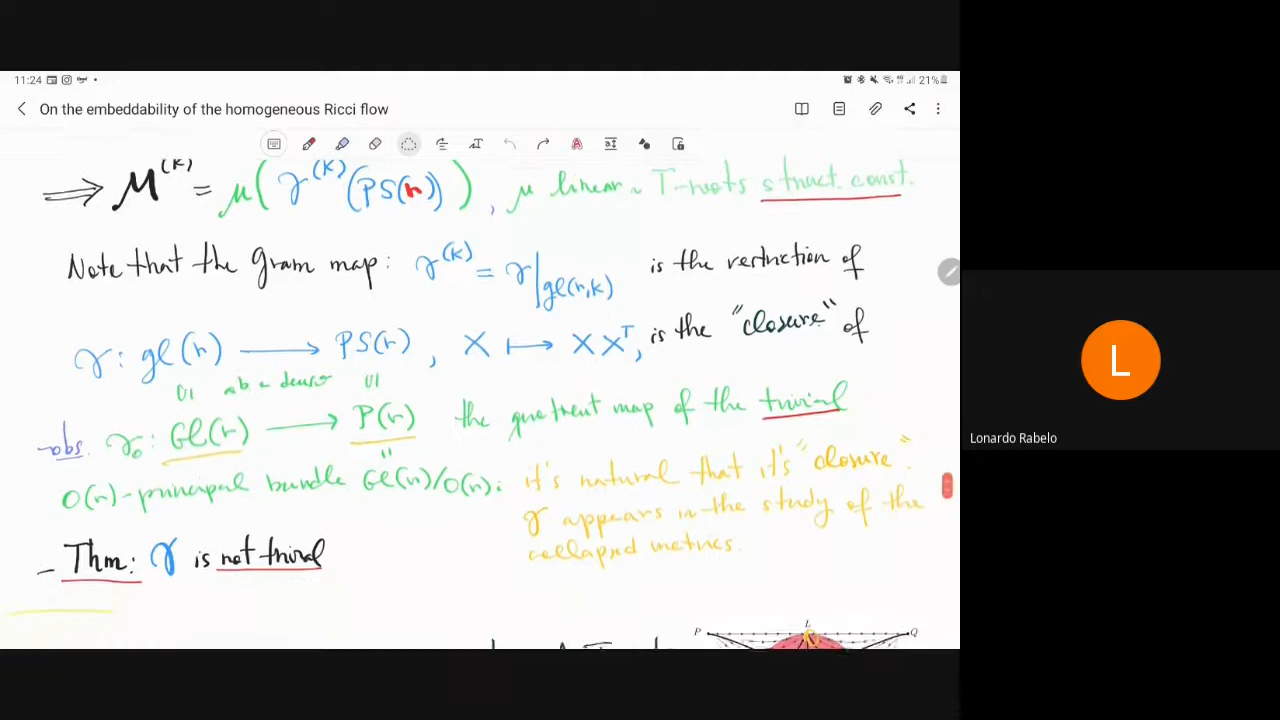 11:24 21%
On the embeddability of the homogeneous Ricci flow
⟹ M^(k) = μ(γ^(k)(PS(n))), μ linear ~ T-roots struct. const.
Note that the gram map: γ^(k) = γ|gl(n,k) is the restriction of
γ: gl(n) ⟶ PS(n), X ⟼ XX^T, is the "closure" of
∪| ∪|
-obs. γ₀: Gl(n) ⟶ P(n) the quotient map of the trivial
"
O(n)-principal bundle Gl(n)/O(n): it's natural that it's "closure"
γ appears in the study of the
collapsed metrics.
- Thm: γ is not trivial
P L Q
L
Lonardo Rabelo